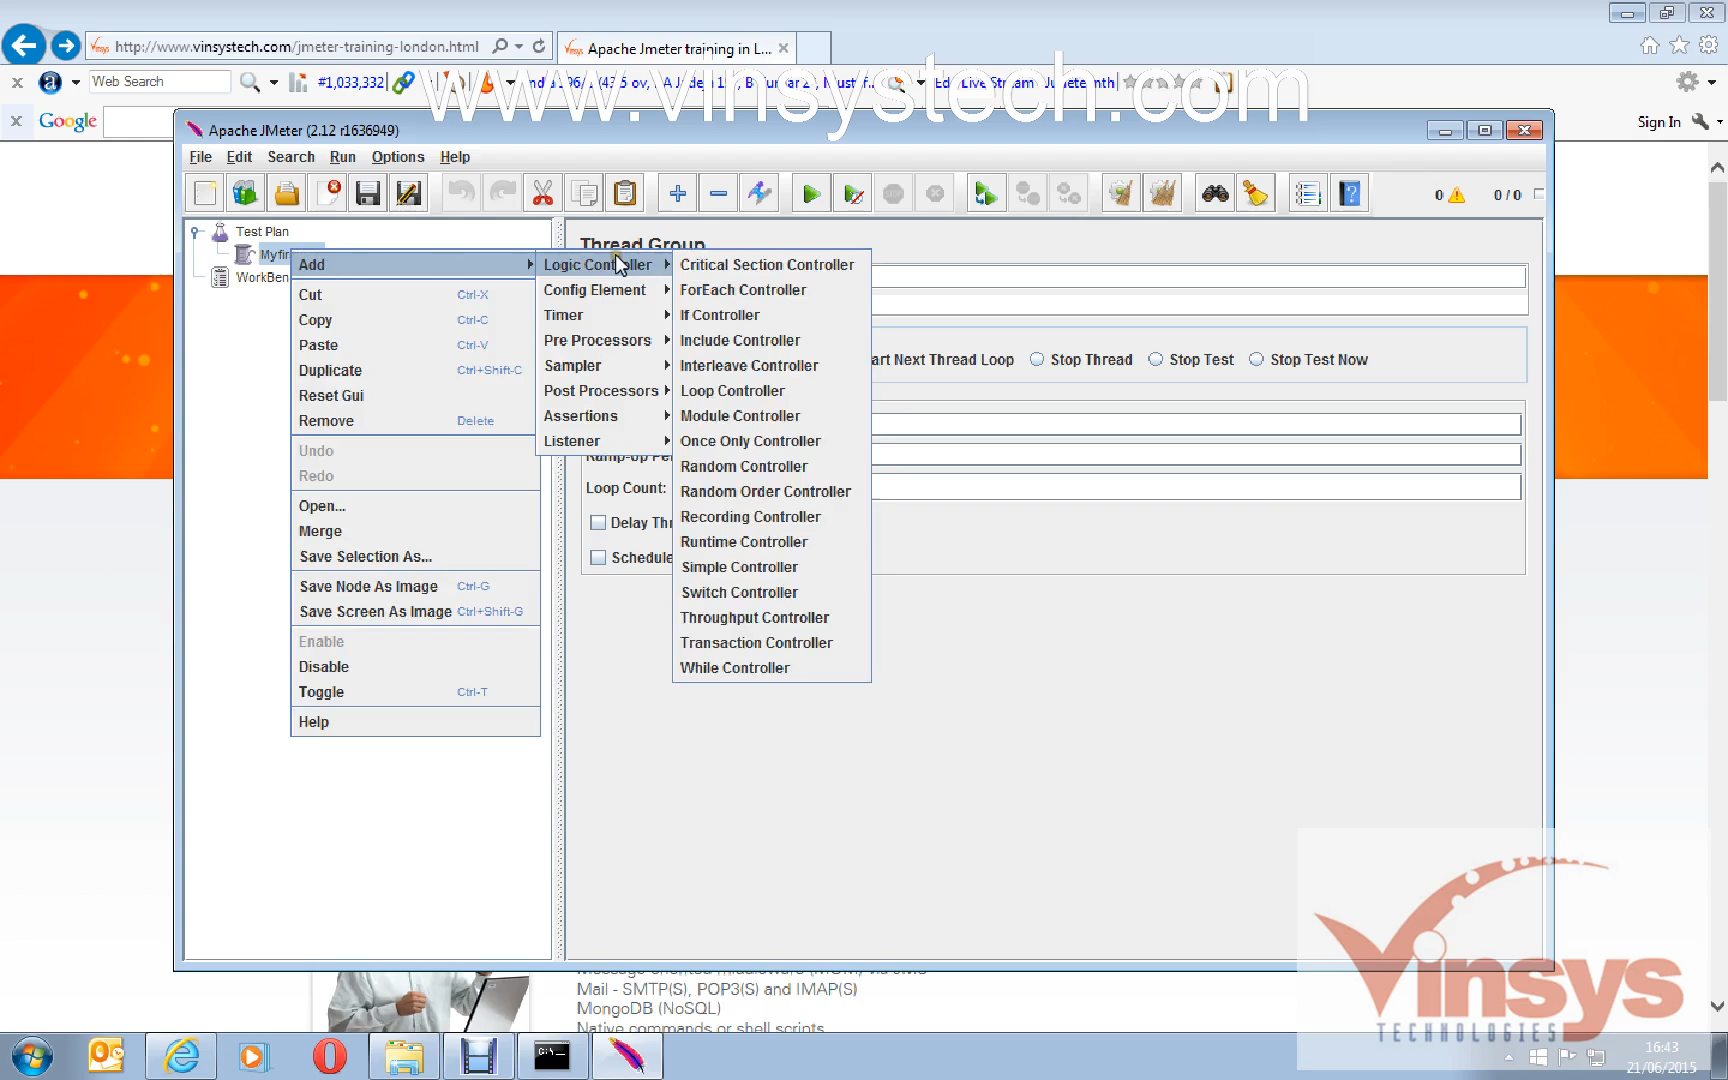 http://www.vinsystech.com/jmeter-training-london.html
Apache Jmeter training in L...
Web Search
#1,033,332
www.vinsystech.com
Google
Sign In
Apache JMeter (2.12 r1636949)
File Edit Search Run Options Help
0 0 / 0
Test Plan
Myfir
WorkBen
Thread Group
Add
Cut Ctrl-X
Copy Ctrl-C
Paste Ctrl-V
Duplicate Ctrl+Shift-C
Reset Gui
Remove Delete
Undo
Redo
Open...
Merge
Save Selection As...
Save Node As Image Ctrl-G
Save Screen As Image Ctrl+Shift-G
Enable
Disable
Toggle Ctrl-T
Help
Logic Controller
Config Element
Timer
Pre Processors
Sampler
Post Processors
Assertions
Listener
Critical Section Controller
ForEach Controller
If Controller
Include Controller
Interleave Controller
Loop Controller
Module Controller
Once Only Controller
Random Controller
Random Order Controller
Recording Controller
Runtime Controller
Simple Controller
Switch Controller
Throughput Controller
Transaction Controller
While Controller
art Next Thread Loop Stop Thread Stop Test Stop Test Now
Loop Count:
Delay Thr
Schedule
Mail - SMTP(S), POP3(S) and IMAP(S)
MongoDB (NoSQL)
Native commands or shell scripts
Vinsys
TECHNOLOGIES
16:43
21/06/2015